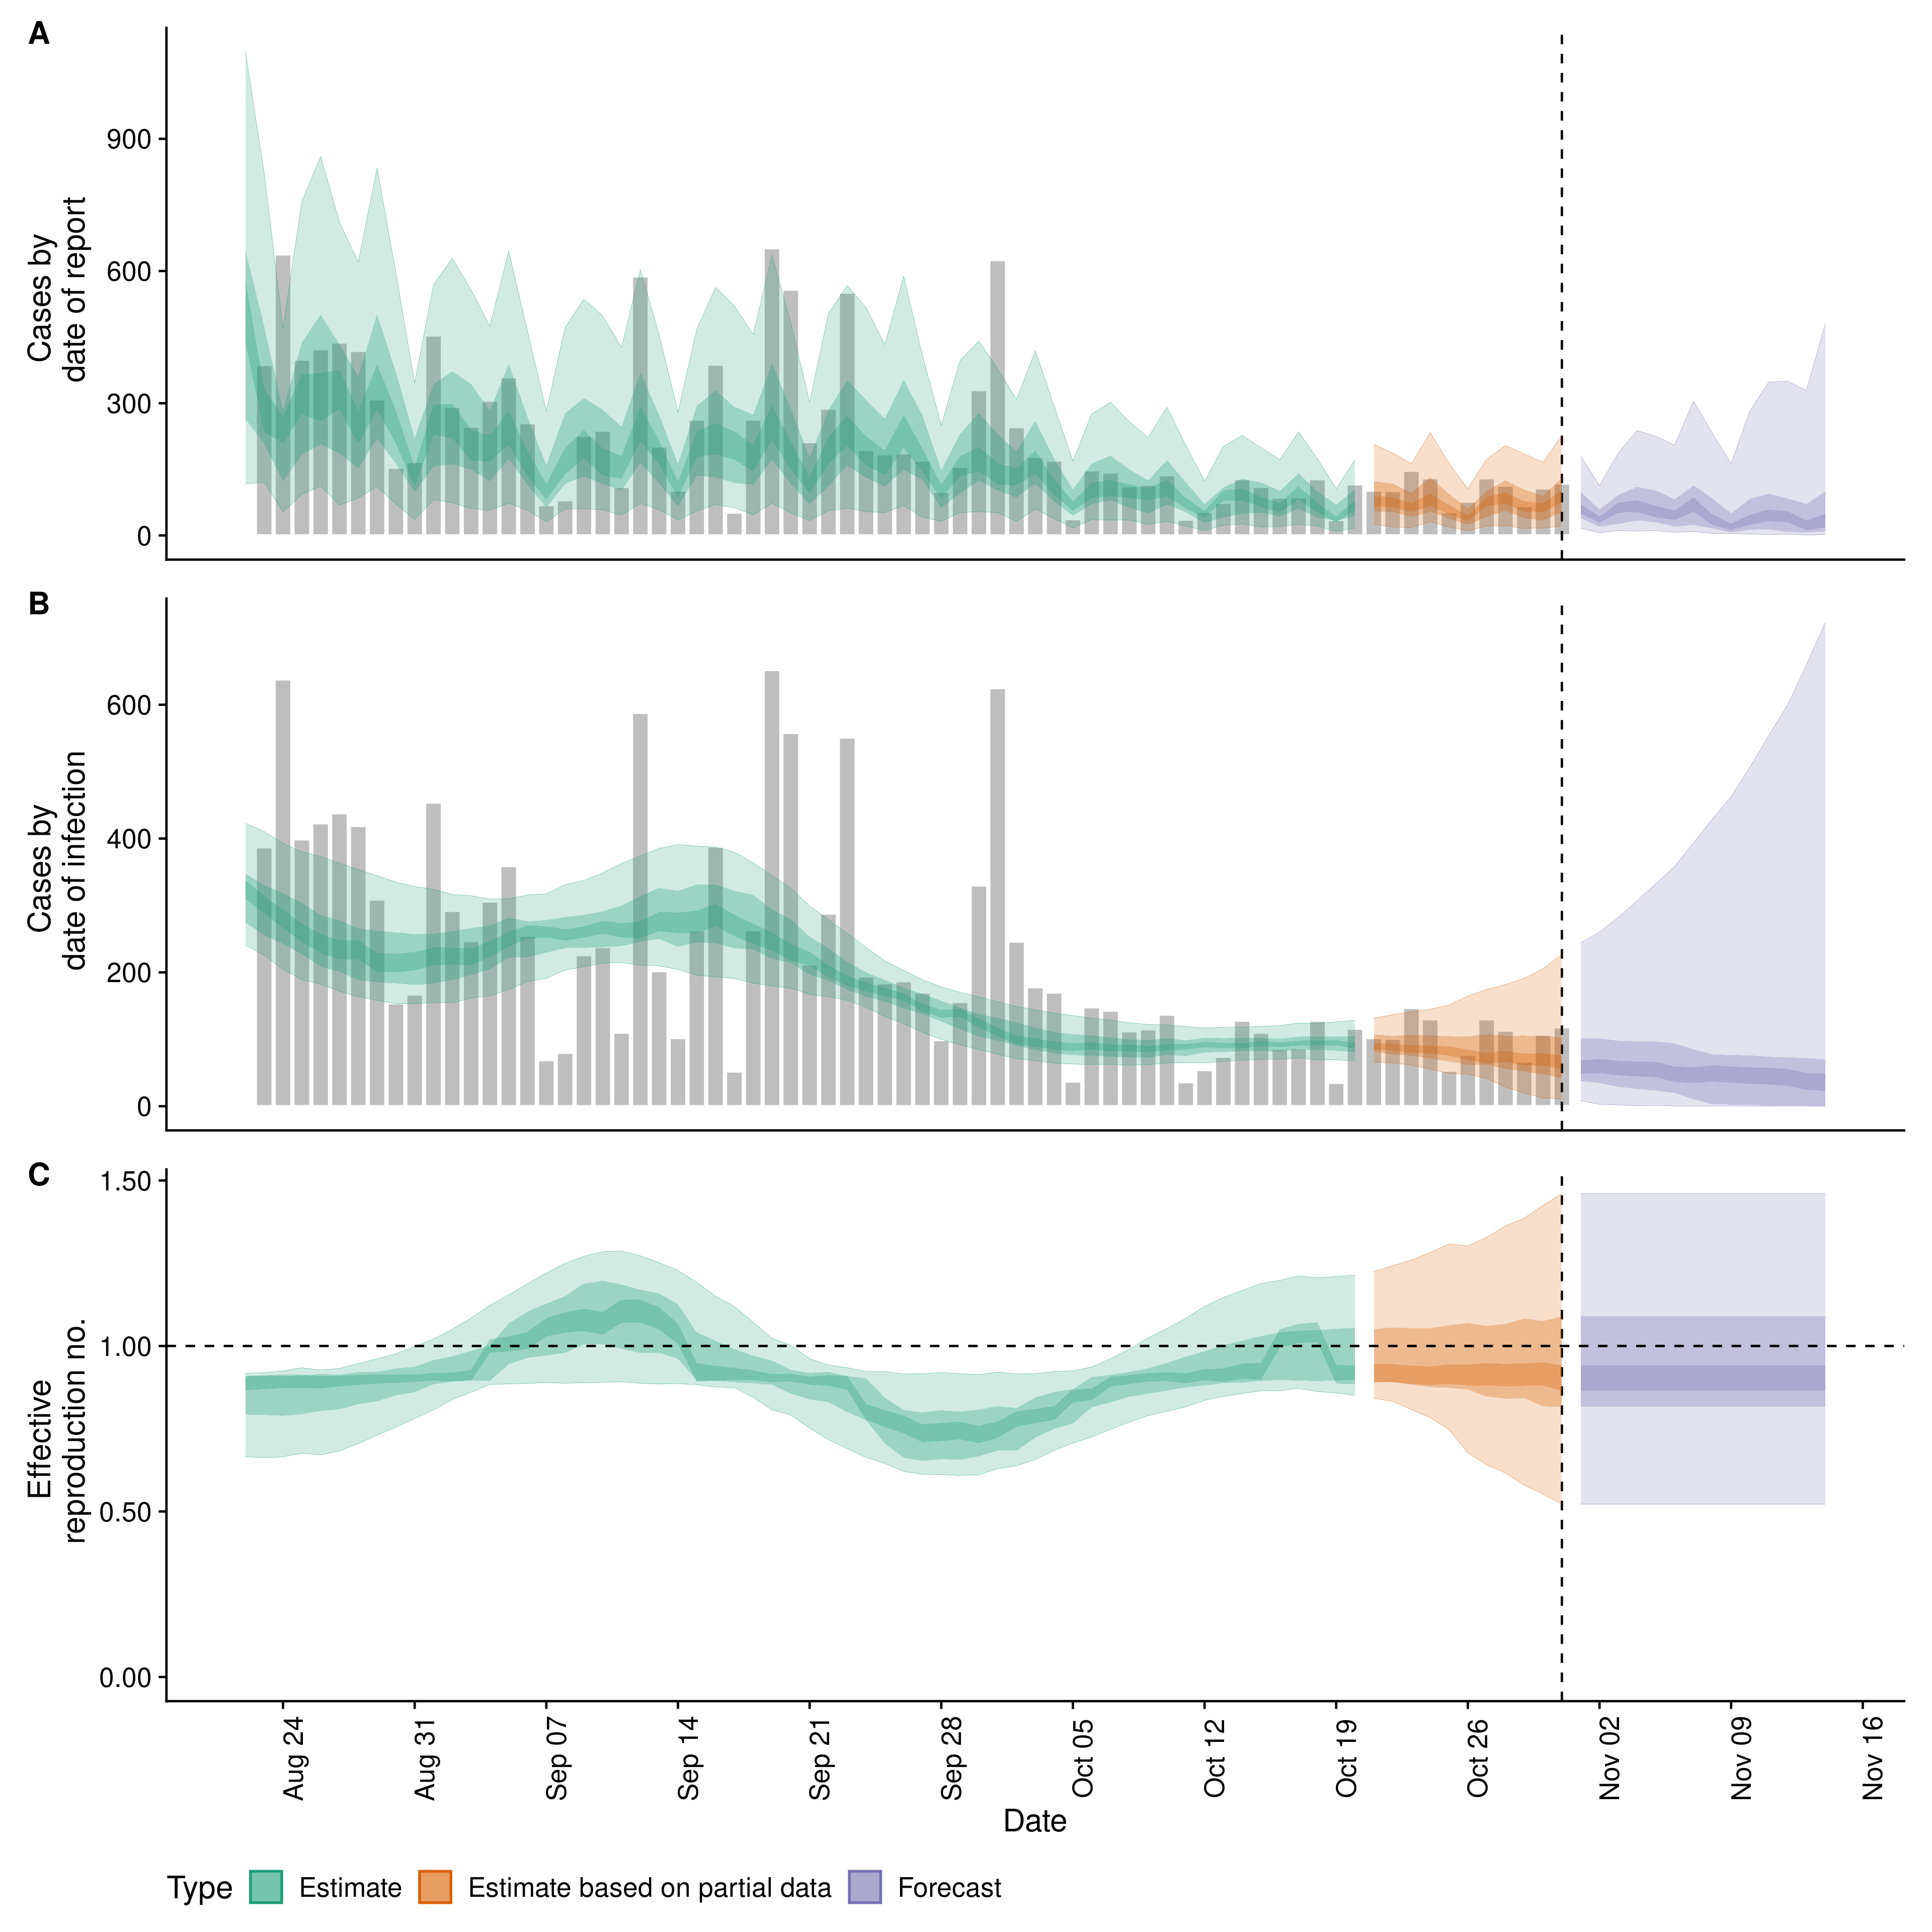 A
Cases by
date of report
900
600
300
0
B
Cases by
date of infection
600
400
200
0
C
Effective
reproduction no.
1.50
1.00
0.50
0.00
Aug 24
Aug 31
Sep 07
Sep 14
Sep 21
Sep 28
Oct 05
Oct 12
Oct 19
Oct 26
Nov 02
Nov 09
Nov 16
Date
Type Estimate Estimate based on partial data Forecast